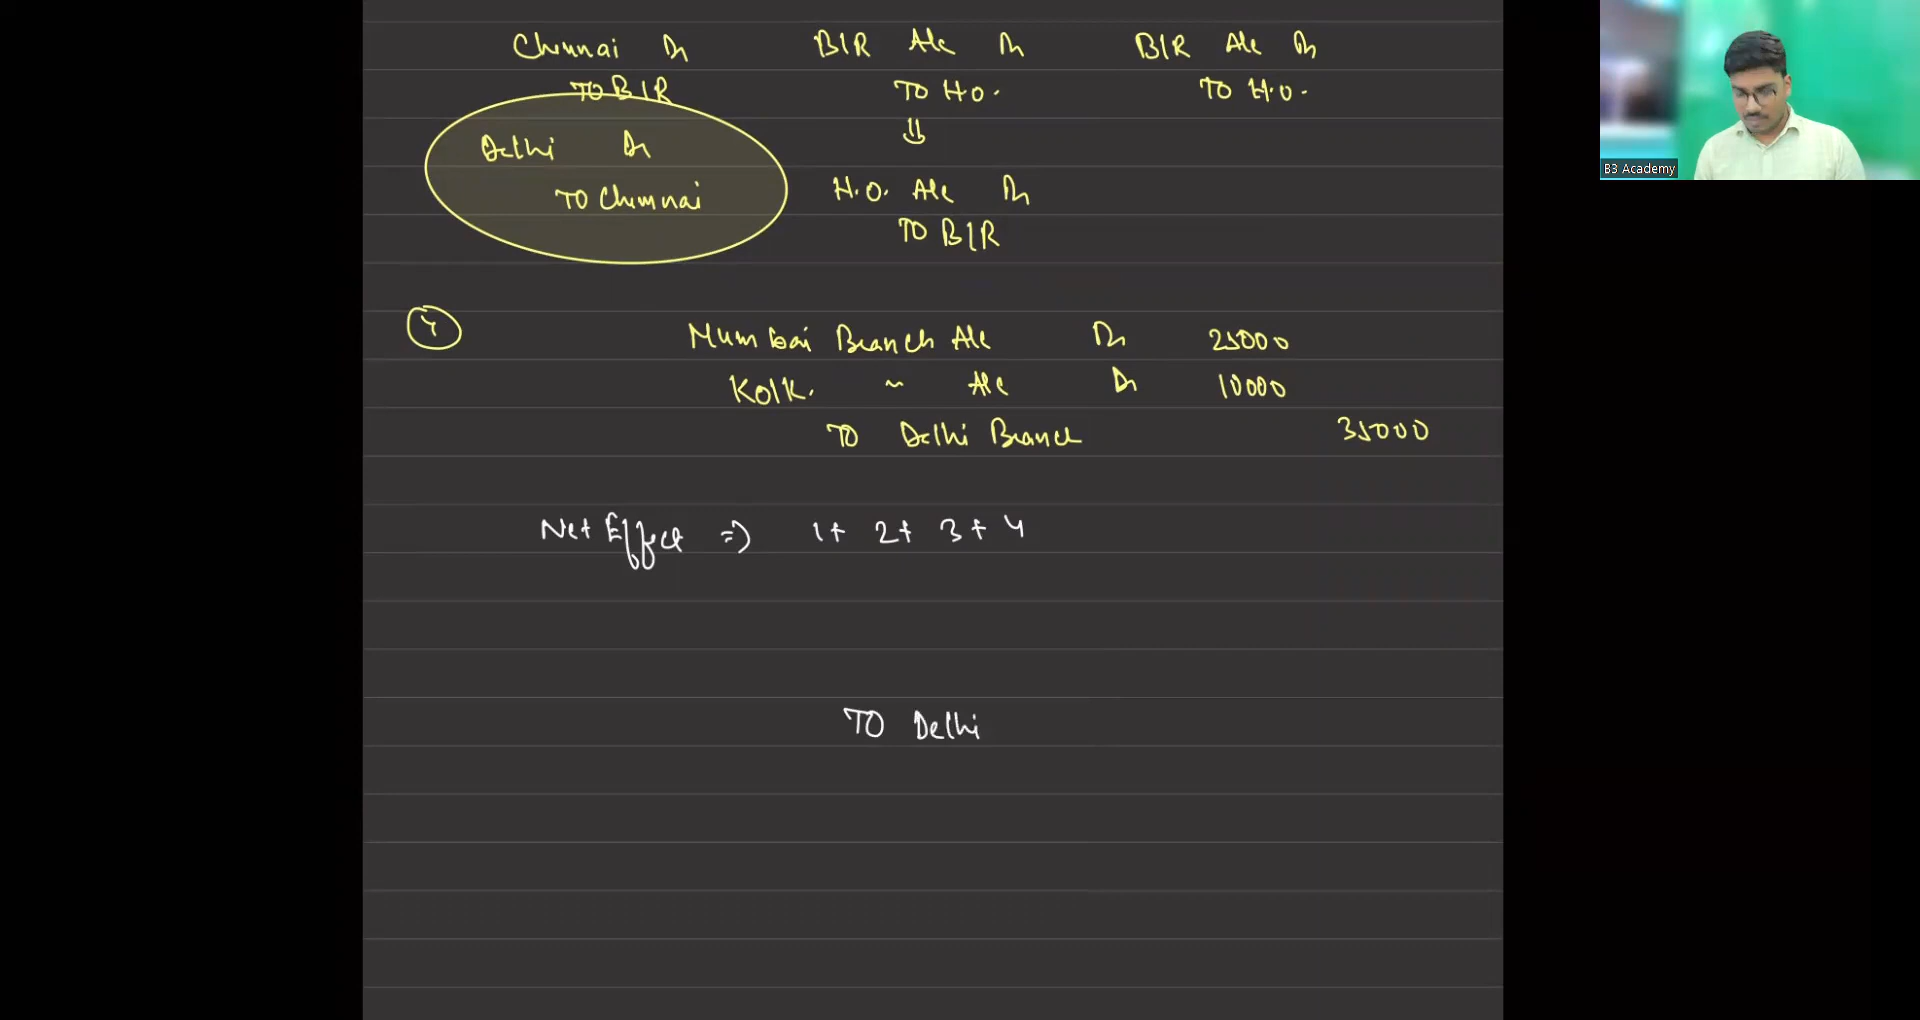 Chennai Dr B/R A/c Dr B/R A/c Dr
TO B/R TO H.O. TO H.O.
⇓
Delhi Dr H.O. A/c Dr
TO Chennai TO B/R
4 Mumbai Branch A/c Dr 25000
Kolk. ~ A/c Dr 10000
TO Delhi Branch 35000
Net Effect => 1+ 2+ 3+ 4
TO Delhi
B3 Academy